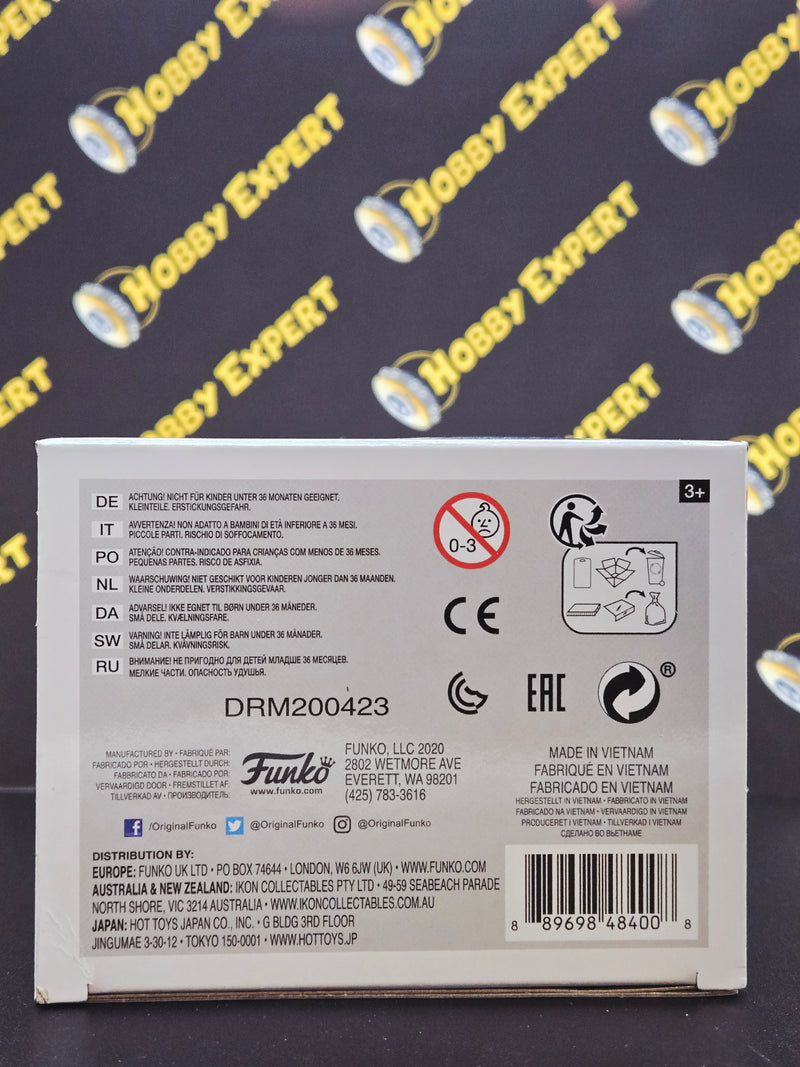 HOBBY EXPERT
HOBBY EXPERT
HOBBY EXPERT
HOBBY EXPERT
HOBBY EXPERT
HOBBY EXPERT
3+
DE ACHTUNG! NICHT FÜR KINDER UNTER 36 MONATEN GEEIGNET.
KLEINTEILE. ERSTICKUNGSGEFAHR.
IT AVVERTENZA! NON ADATTO A BAMBINI DI ETÀ INFERIORE A 36 MESI.
PICCOLE PARTI. RISCHIO DI SOFFOCAMENTO.
PO ATENÇÃO! CONTRA-INDICADO PARA CRIANÇAS COM MENOS DE 36 MESES.
PEQUENAS PARTES. RISCO DE ASFIXIA.
NL WAARSCHUWING! NIET GESCHIKT VOOR KINDEREN JONGER DAN 36 MAANDEN.
KLEINE ONDERDELEN. VERSTIKKINGSGEVAAR.
DA ADVARSEL! IKKE EGNET TIL BØRN UNDER 36 MÅNEDER.
SMÅ DELE. KVÆLNINGSFARE.
SW VARNING! INTE LÄMPLIG FÖR BARN UNDER 36 MÅNADER.
SMÅ DELAR. KVÄVNINGSRISK.
RU ВНИМАНИЕ! НЕ ПРИГОДНО ДЛЯ ДЕТЕЙ МЛАДШЕ 36 МЕСЯЦЕВ.
МЕЛКИЕ ЧАСТИ. ОПАСНОСТЬ УДУШЬЯ.
0-3
CE
EAC
®
DRM200423
MANUFACTURED BY • FABRIQUÉ PAR:
FABRICADO POR • HERGESTELLT DURCH:
FABBRICATO DA • FABRICADO POR:
VERVAARDIGD DOOR • FREMSTILLET AF:
TILLVERKAD AV • ПРОИЗВОДИТЕЛЬ:
Funko
www.funko.com
FUNKO, LLC 2020
2802 WETMORE AVE
EVERETT, WA 98201
(425) 783-3616
MADE IN VIETNAM
FABRIQUÉ EN VIETNAM
FABRICADO EN VIETNAM
HERGESTELLT IN VIETNAM • FABBRICATO IN VIETNAM
FABRICADO NA VIETNAM • VERVAARDIGD IN VIETNAM
PRODUCERET I VIETNAM • TILLVERKAD I VIETNAM
СДЕЛАНО ВО ВЬЕТНАМЕ
f /OriginalFunko @OriginalFunko @OriginalFunko
DISTRIBUTION BY:
EUROPE: FUNKO UK LTD • PO BOX 74644 • LONDON, W6 6JW (UK) • WWW.FUNKO.COM
AUSTRALIA & NEW ZEALAND: IKON COLLECTABLES PTY LTD • 49-59 SEABEACH PARADE
NORTH SHORE, VIC 3214 AUSTRALIA • WWW.IKONCOLLECTABLES.COM.AU
JAPAN: HOT TOYS JAPAN CO., INC. • G BLDG 3RD FLOOR
JINGUMAE 3-30-12 • TOKYO 150-0001 • WWW.HOTTOYS.JP
8 89698 48400 8